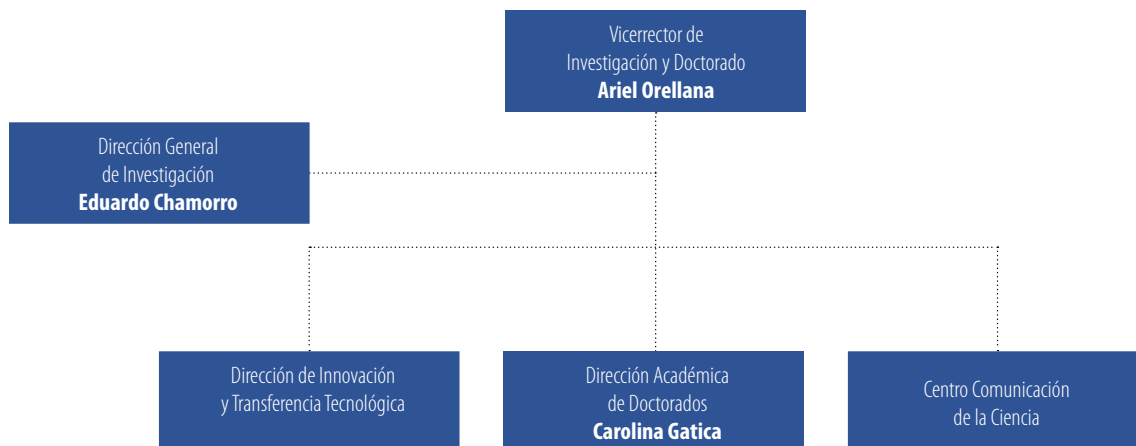 Vicerrector de
Investigación y Doctorado
Ariel Orellana
Dirección General
de Investigación
Eduardo Chamorro
Dirección de Innovación
y Transferencia Tecnológica
Dirección Académica
de Doctorados
Carolina Gatica
Centro Comunicación
de la Ciencia